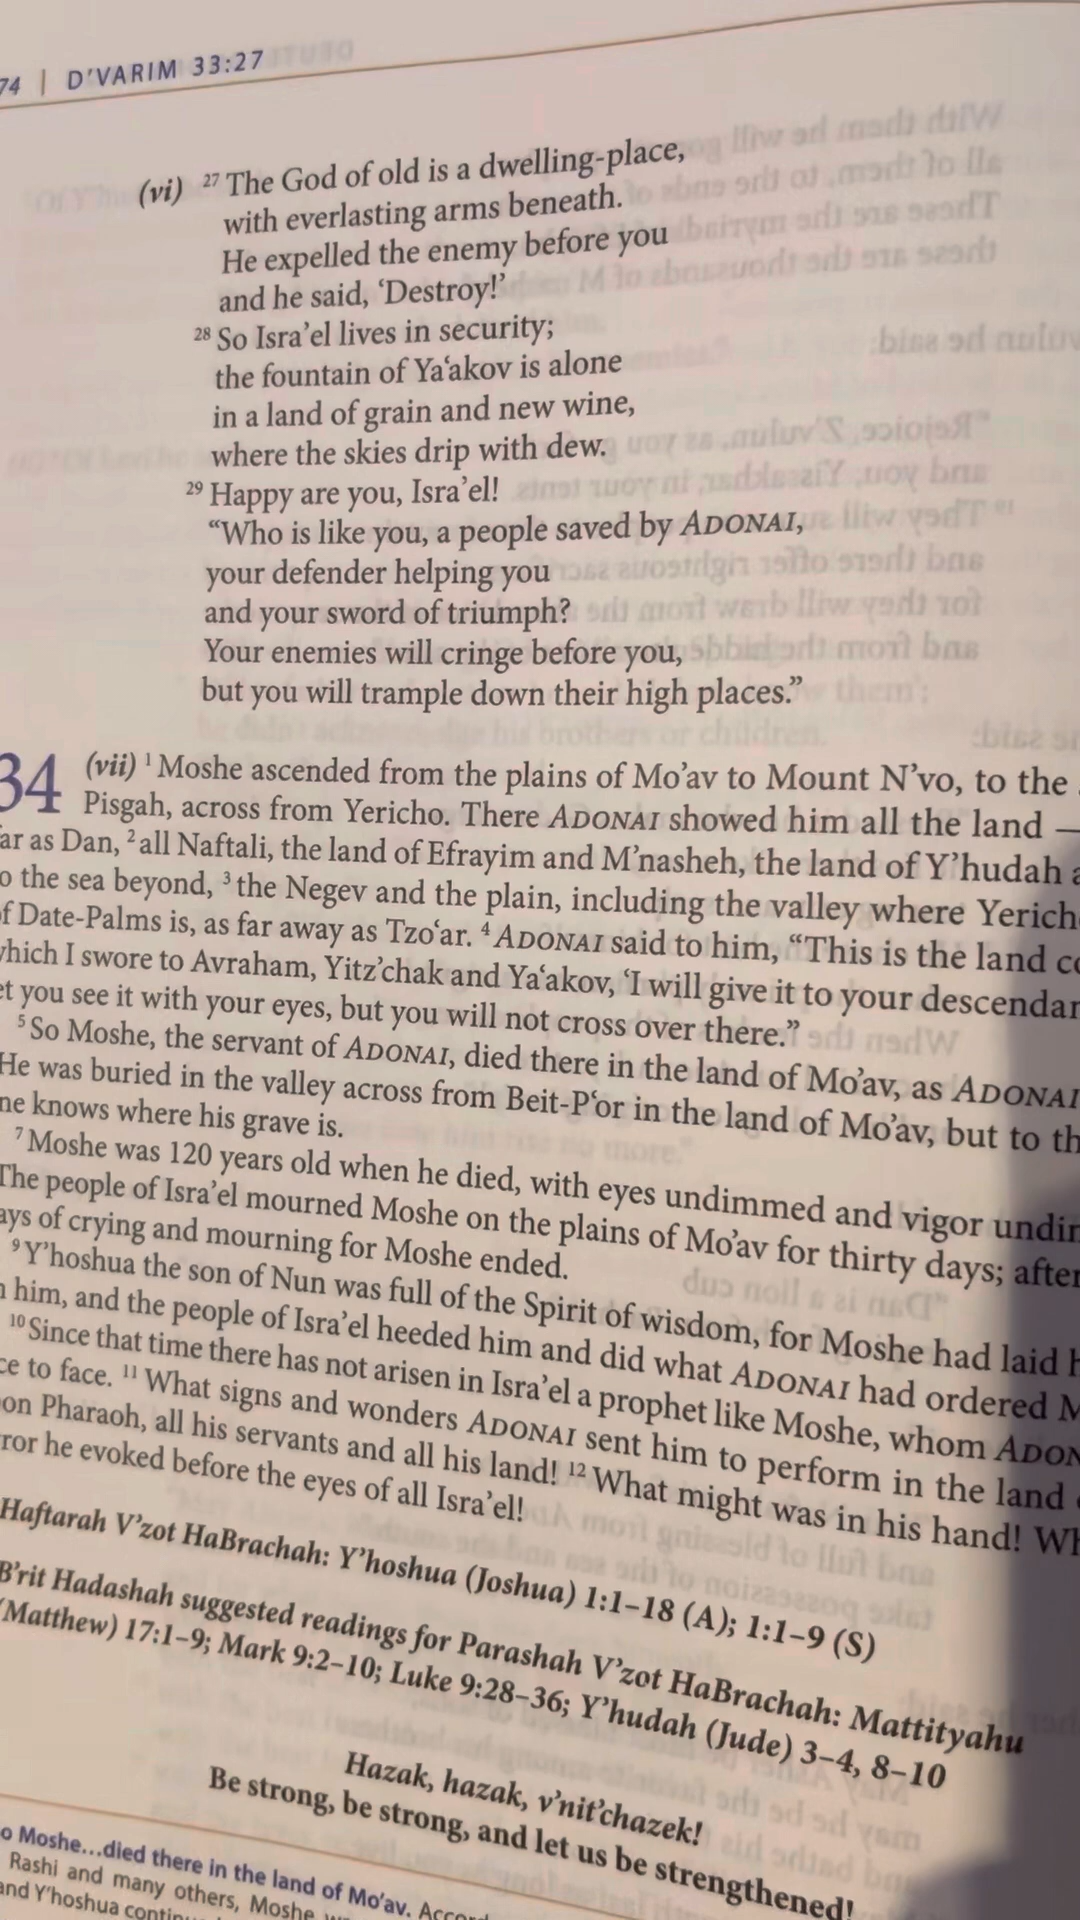 74 | D'VARIM 33:27
(vi) 27 The God of old is a dwelling-place,
with everlasting arms beneath.
He expelled the enemy before you
and he said, ‘Destroy!’
28 So Isra’el lives in security;
the fountain of Ya‘akov is alone
in a land of grain and new wine,
where the skies drip with dew.
29 Happy are you, Isra’el!
“Who is like you, a people saved by ADONAI,
your defender helping you
and your sword of triumph?
Your enemies will cringe before you,
but you will trample down their high places.”
34 (vii) 1 Moshe ascended from the plains of Mo’av to Mount N’vo, to the
Pisgah, across from Yericho. There ADONAI showed him all the land —
ar as Dan, 2 all Naftali, the land of Efrayim and M’nasheh, the land of Y’hudah a
o the sea beyond, 3 the Negev and the plain, including the valley where Yerich
f Date-Palms is, as far away as Tzo‘ar. 4 ADONAI said to him, “This is the land co
hich I swore to Avraham, Yitz’chak and Ya‘akov, ‘I will give it to your descendan
et you see it with your eyes, but you will not cross over there.”
5 So Moshe, the servant of ADONAI, died there in the land of Mo’av, as ADONAI
He was buried in the valley across from Beit-P‘or in the land of Mo’av, but to th
ne knows where his grave is.
7 Moshe was 120 years old when he died, with eyes undimmed and vigor undim
The people of Isra’el mourned Moshe on the plains of Mo’av for thirty days; after
ays of crying and mourning for Moshe ended.
9 Y’hoshua the son of Nun was full of the Spirit of wisdom, for Moshe had laid h
n him, and the people of Isra’el heeded him and did what ADONAI had ordered M
10 Since that time there has not arisen in Isra’el a prophet like Moshe, whom ADON
ce to face. 11 What signs and wonders ADONAI sent him to perform in the land
on Pharaoh, all his servants and all his land! 12 What might was in his hand! Wh
ror he evoked before the eyes of all Isra’el!
Haftarah V’zot HaBrachah: Y’hoshua (Joshua) 1:1–18 (A); 1:1–9 (S)
B’rit Hadashah suggested readings for Parashah V’zot HaBrachah: Mattityahu
(Matthew) 17:1–9; Mark 9:2–10; Luke 9:28–36; Y’hudah (Jude) 3–4, 8–10
Hazak, hazak, v’nit’chazek!
Be strong, be strong, and let us be strengthened!
o Moshe...died there in the land of Mo’av. Accord
Rashi and many others, Moshe
and Y’hoshua contin